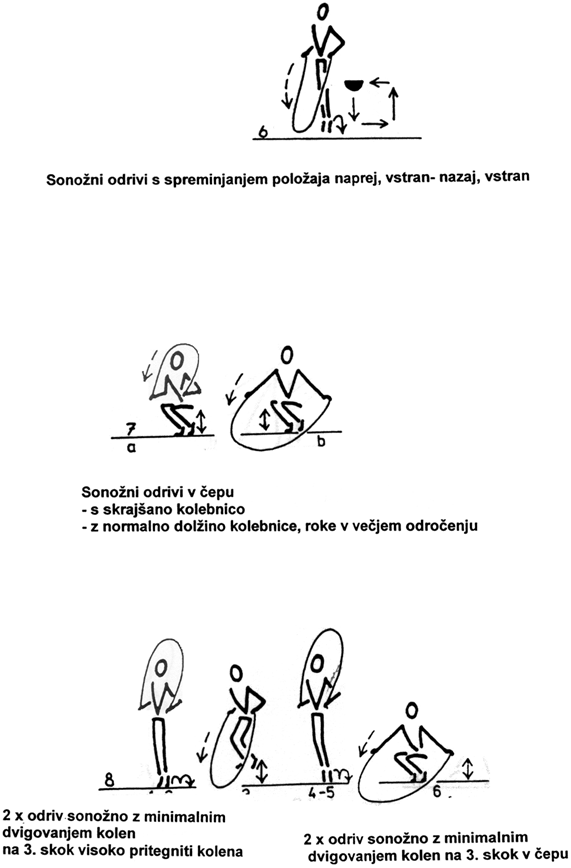 6
Sonožni odrivi s spreminjanjem položaja naprej, vstran- nazaj, vstran
7
a
b
Sonožni odrivi v čepu
- s skrajšano kolebnico
- z normalno dolžino kolebnice, roke v večjem odročenju
8
4-5
6
2 x odriv sonožno z minimalnim
dvigovanjem kolen
na 3. skok visoko pritegniti kolena
2 x odriv sonožno z minimalnim
dvigovanjem kolen na 3. skok v čepu